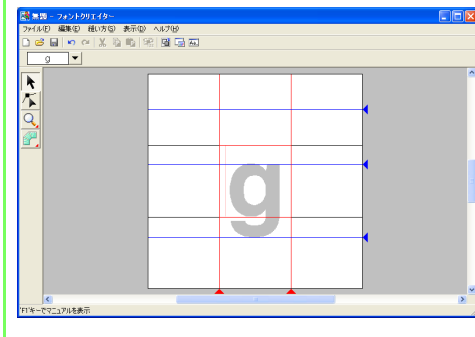 無題 - フォントクリエイター
ファイル(F) 編集(E) 縫い方(S) 表示(D) ヘルプ(H)
g
g
'F1'キーでマニュアルを表示